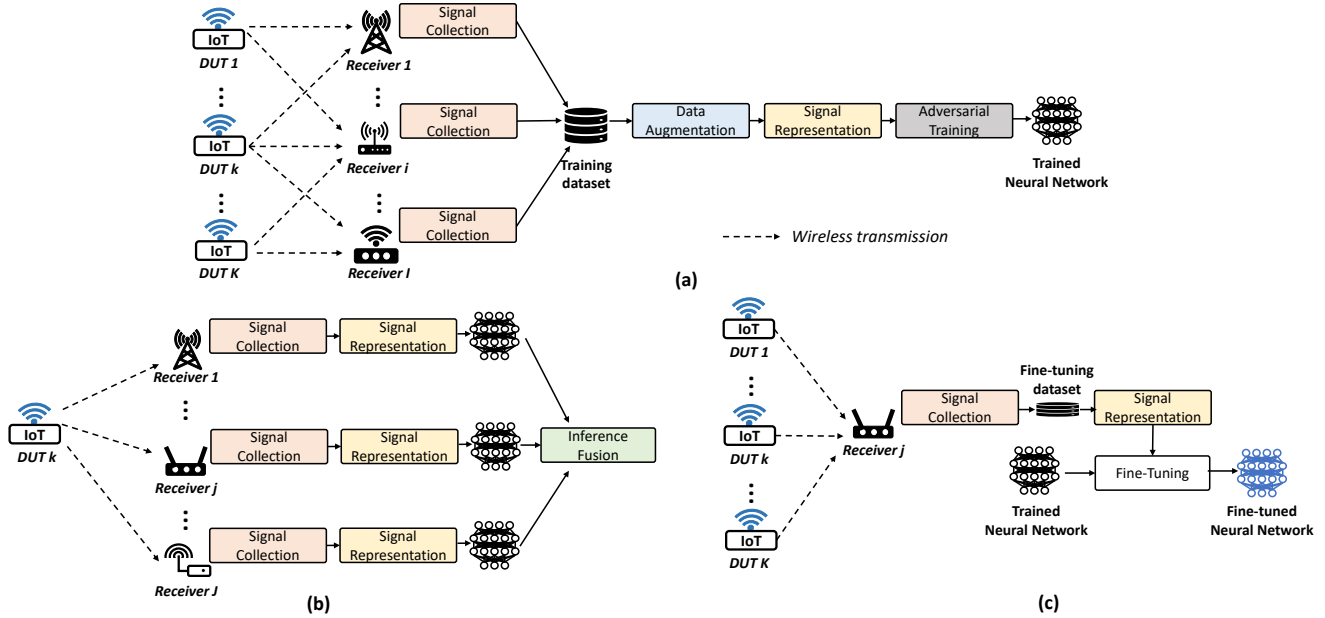 IoT
DUT 1
IoT
DUT k
IoT
DUT K
Receiver 1
Receiver i
Receiver I
Signal
Collection
Signal
Collection
Signal
Collection
Training
dataset
Data
Augmentation
Signal
Representation
Adversarial
Training
Trained
Neural Network
Wireless transmission
(a)
IoT
DUT k
Receiver 1
Receiver j
Receiver J
Signal
Collection
Signal
Representation
Signal
Collection
Signal
Representation
Signal
Collection
Signal
Representation
Inference
Fusion
(b)
IoT
DUT 1
IoT
DUT k
IoT
DUT K
Receiver j
Signal
Collection
Fine-tuning
dataset
Signal
Representation
Trained
Neural Network
Fine-Tuning
Fine-tuned
Neural Network
(c)